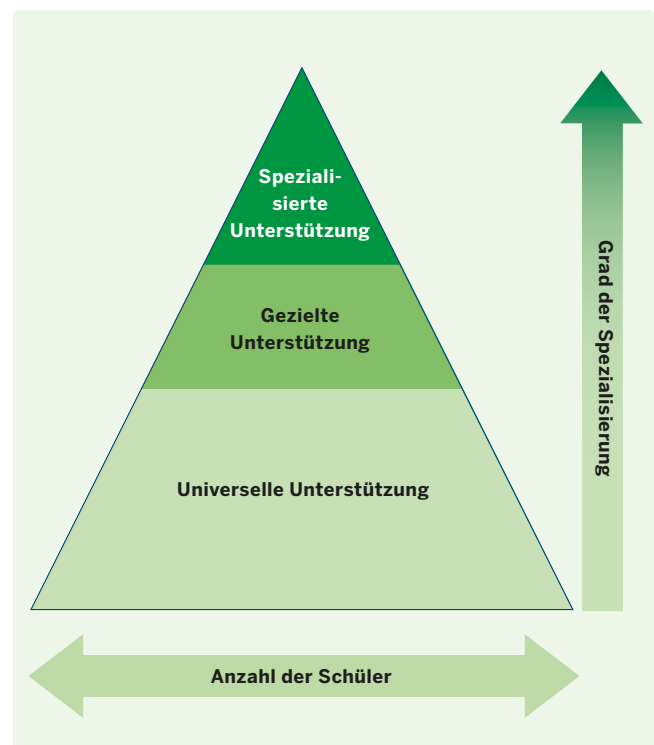 Speziali-
sierte
Unterstützung
Gezielte
Unterstützung
Universelle Unterstützung
Grad der Spezialisierung
Anzahl der Schüler